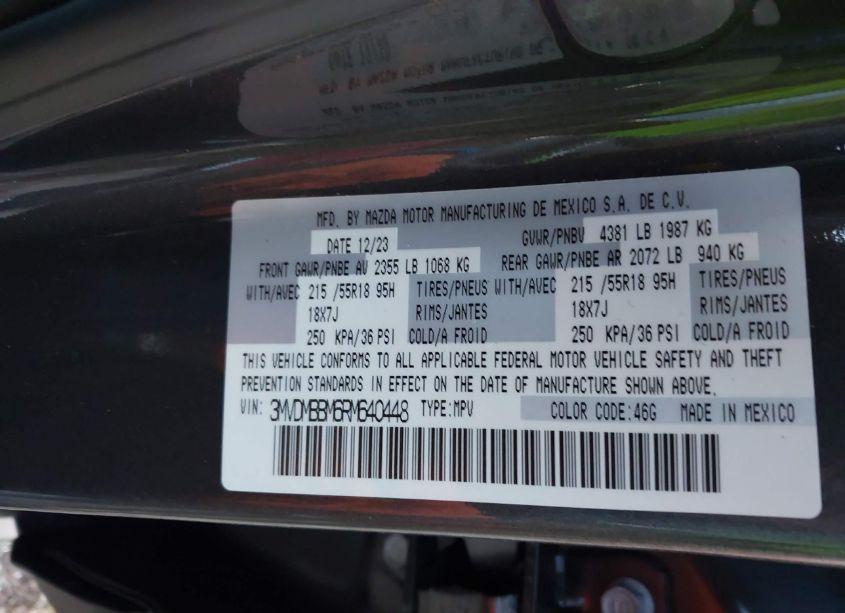 MFD. BY MAZDA MOTOR MANUFACTURING DE MEXICO S.A. DE C.V.
DATE 12/23 GVWR/PNBV 4381 LB 1987 KG
FRONT GAWR/PNBE AV 2355 LB 1068 KG REAR GAWR/PNBE AR 2072 LB 940 KG
WITH/AVEC 215 /55R18 95H TIRES/PNEUS WITH/AVEC 215 /55R18 95H TIRES/PNEUS
18X7J RIMS/JANTES 18X7J RIMS/JANTES
250 KPA/36 PSI COLD/A FROID 250 KPA/36 PSI COLD/A FROID
THIS VEHICLE CONFORMS TO ALL APPLICABLE FEDERAL MOTOR VEHICLE SAFETY AND THEFT
PREVENTION STANDARDS IN EFFECT ON THE DATE OF MANUFACTURE SHOWN ABOVE.
VIN: 3MVDMBBM6RM640448 TYPE:MPV COLOR CODE:46G MADE IN MEXICO